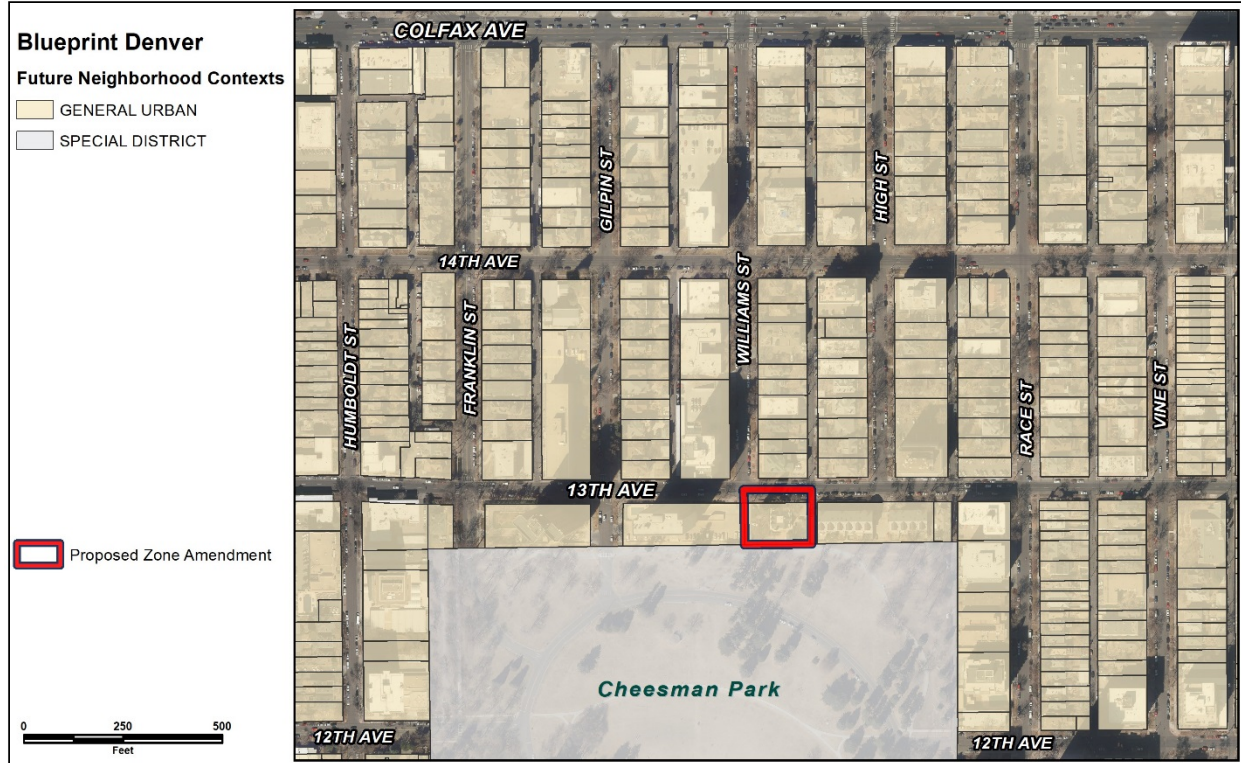 Blueprint Denver
Future Neighborhood Contexts
GENERAL URBAN
SPECIAL DISTRICT
Proposed Zone Amendment
0 250 500
Feet
COLFAX AVE
GILPIN ST
HIGH ST
14TH AVE
HUMBOLDT ST
FRANKLIN ST
WILLIAMS ST
RACE ST
VINE ST
13TH AVE
Cheesman Park
12TH AVE
12TH AVE